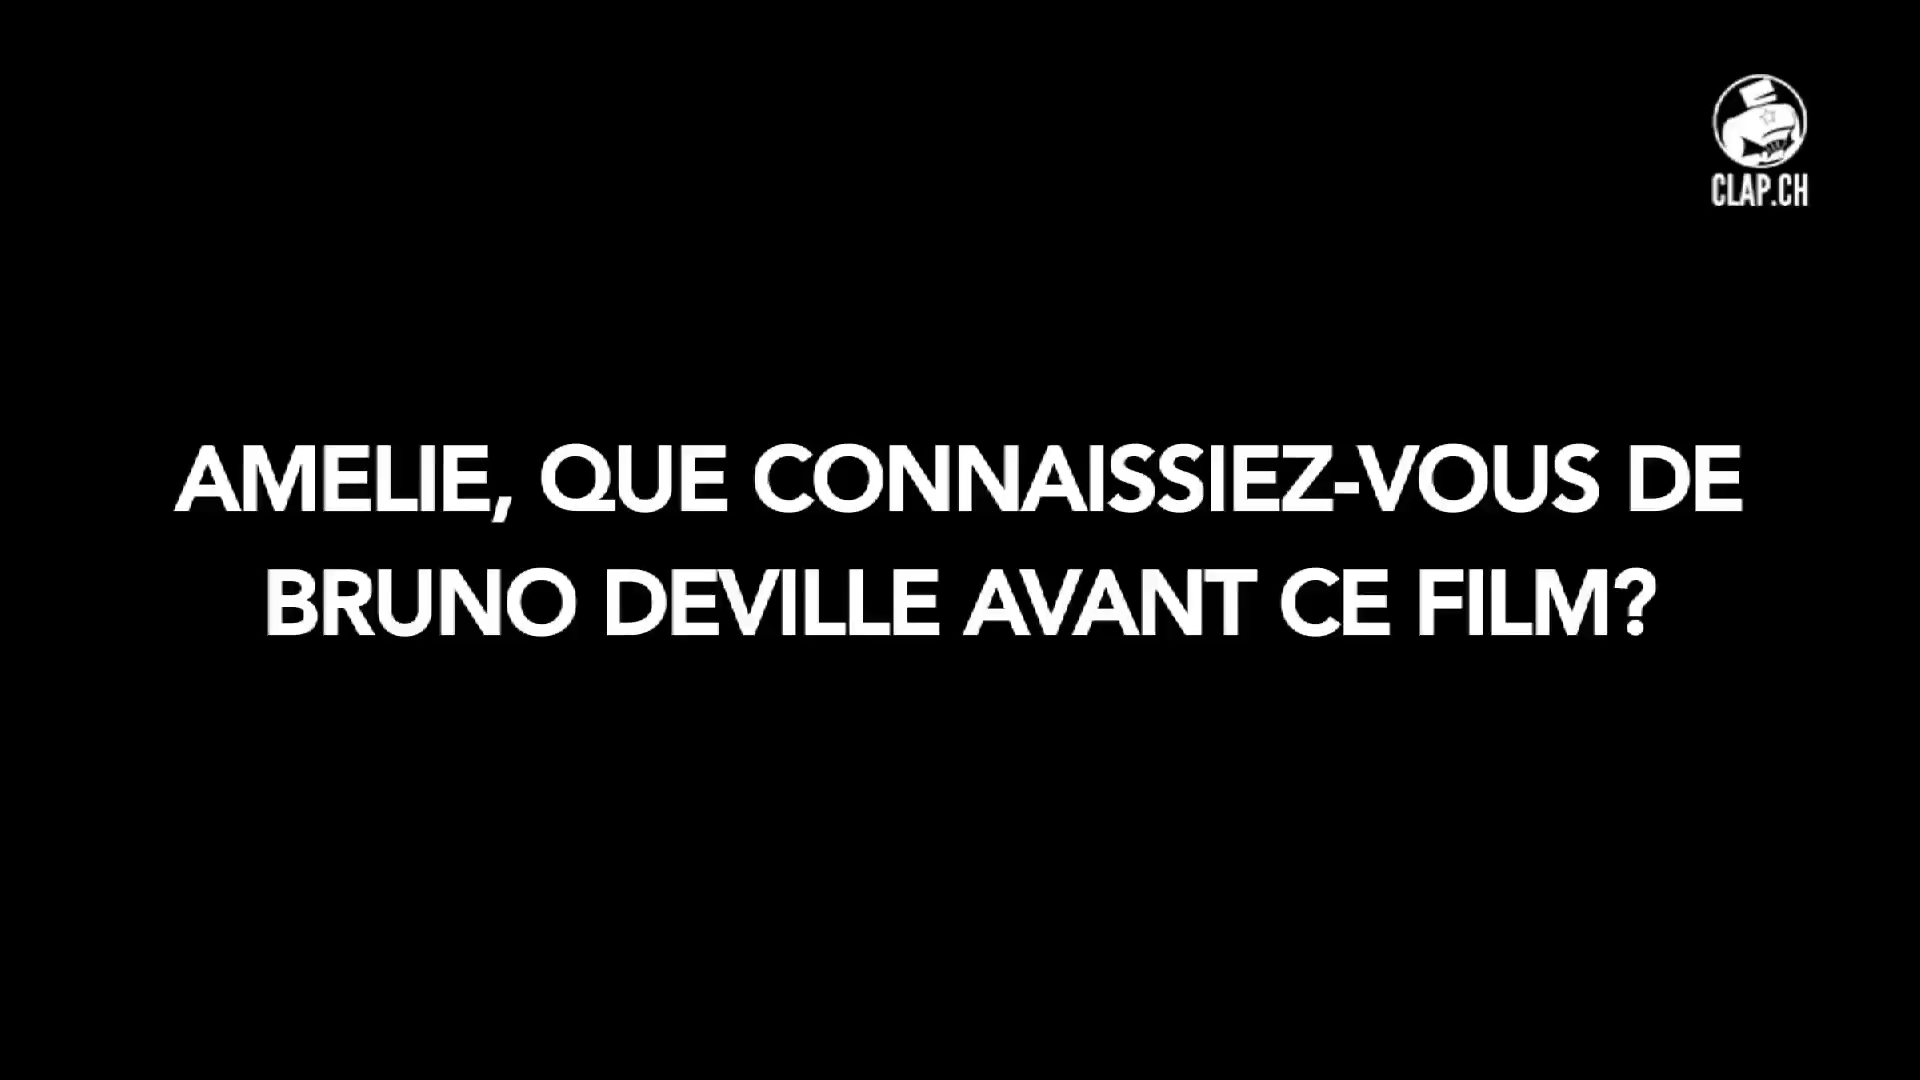 CLAP.CH
AMELIE, QUE CONNAISSIEZ-VOUS DE
BRUNO DEVILLE AVANT CE FILM?